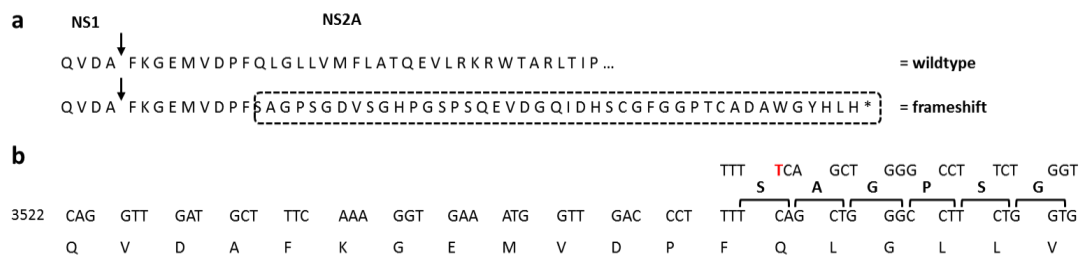 a NS1 NS2A
Q V D A F K G E M V D P F Q L G L L V M F L A T Q E V L R K R W T A R L T I P ... = wildtype
Q V D A F K G E M V D P F S A G P S G D V S G H P G S P S Q E V D G Q I D H S C G F G G P T C A D A W G Y H L H * = frameshift
b
TTT TCA GCT GGG CCT TCT GGT
S A G P S G
3522 CAG GTT GAT GCT TTC AAA GGT GAA ATG GTT GAC CCT TTT CAG CTG GGC CTT CTG GTG
Q V D A F K G E M V D P F Q L G L L V